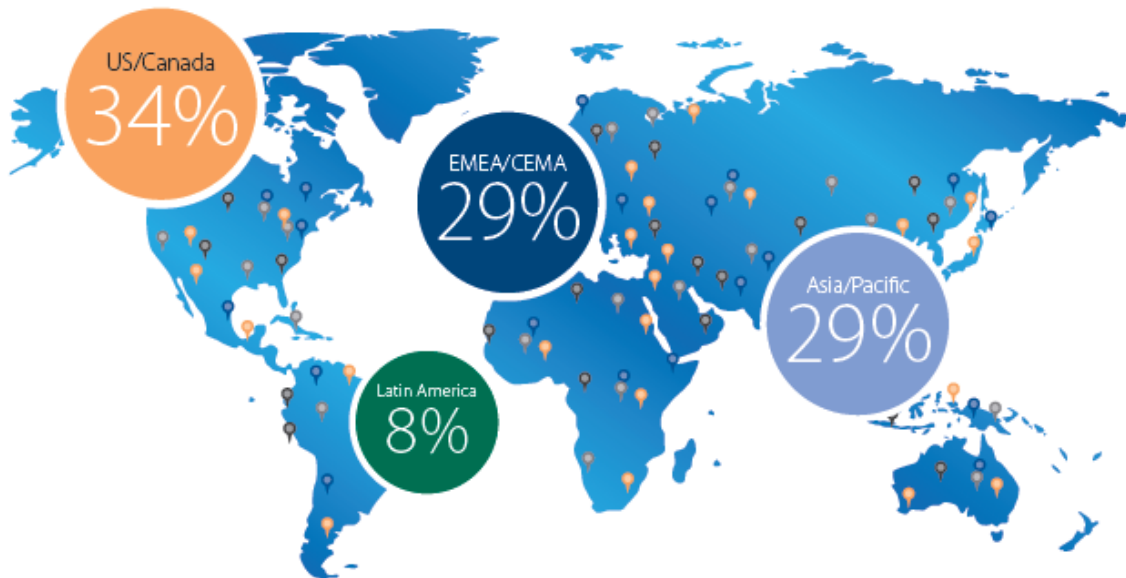 US/Canada
34%
EMEA/CEMA
29%
Asia/Pacific
29%
Latin America
8%